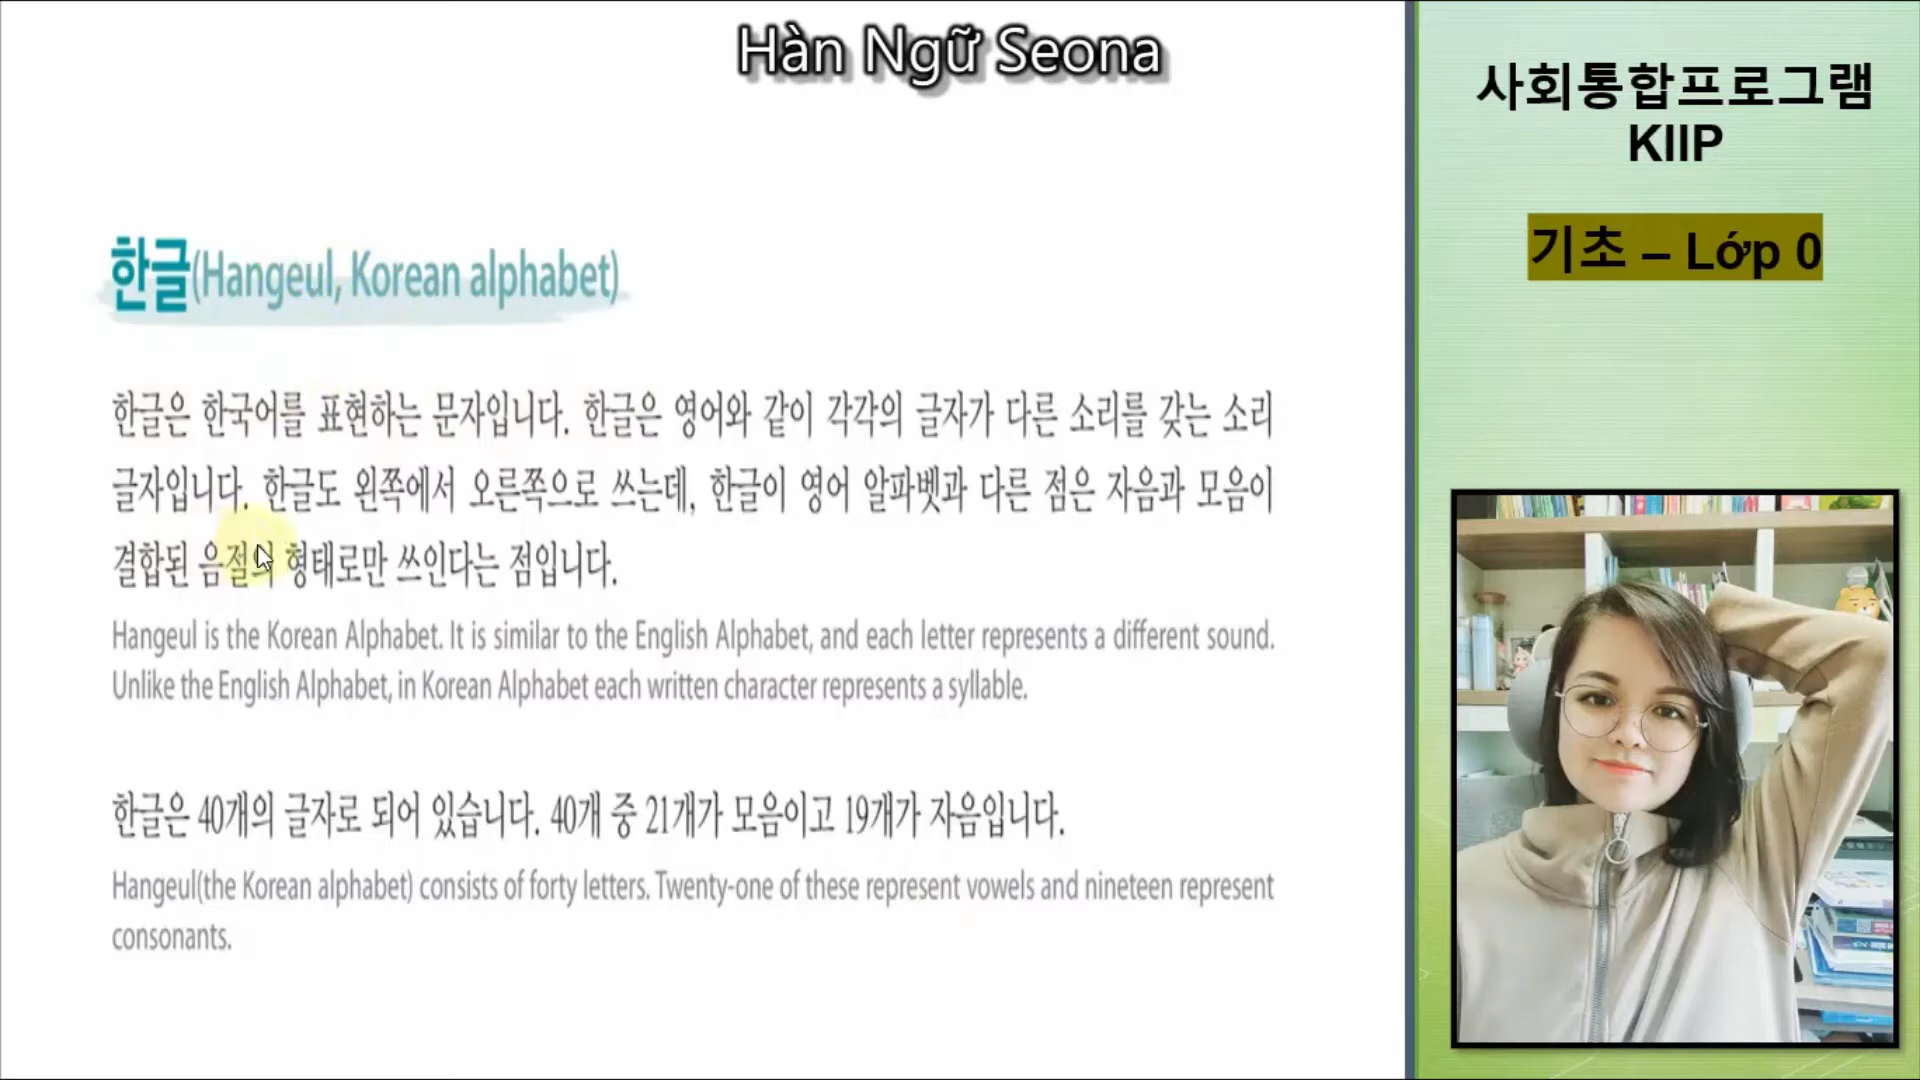 Hàn Ngữ Seona
한글(Hangeul, Korean alphabet)
한글은 한국어를 표현하는 문자입니다. 한글은 영어와 같이 각각의 글자가 다른 소리를 갖는 소리
글자입니다. 한글도 왼쪽에서 오른쪽으로 쓰는데, 한글이 영어 알파벳과 다른 점은 자음과 모음이
결합된 음절의 형태로만 쓰인다는 점입니다.
Hangeul is the Korean Alphabet. It is similar to the English Alphabet, and each letter represents a different sound.
Unlike the English Alphabet, in Korean Alphabet each written character represents a syllable.
한글은 40개의 글자로 되어 있습니다. 40개 중 21개가 모음이고 19개가 자음입니다.
Hangeul(the Korean alphabet) consists of forty letters. Twenty-one of these represent vowels and nineteen represent
consonants.
사회통합프로그램
KIIP
기초 – Lớp 0